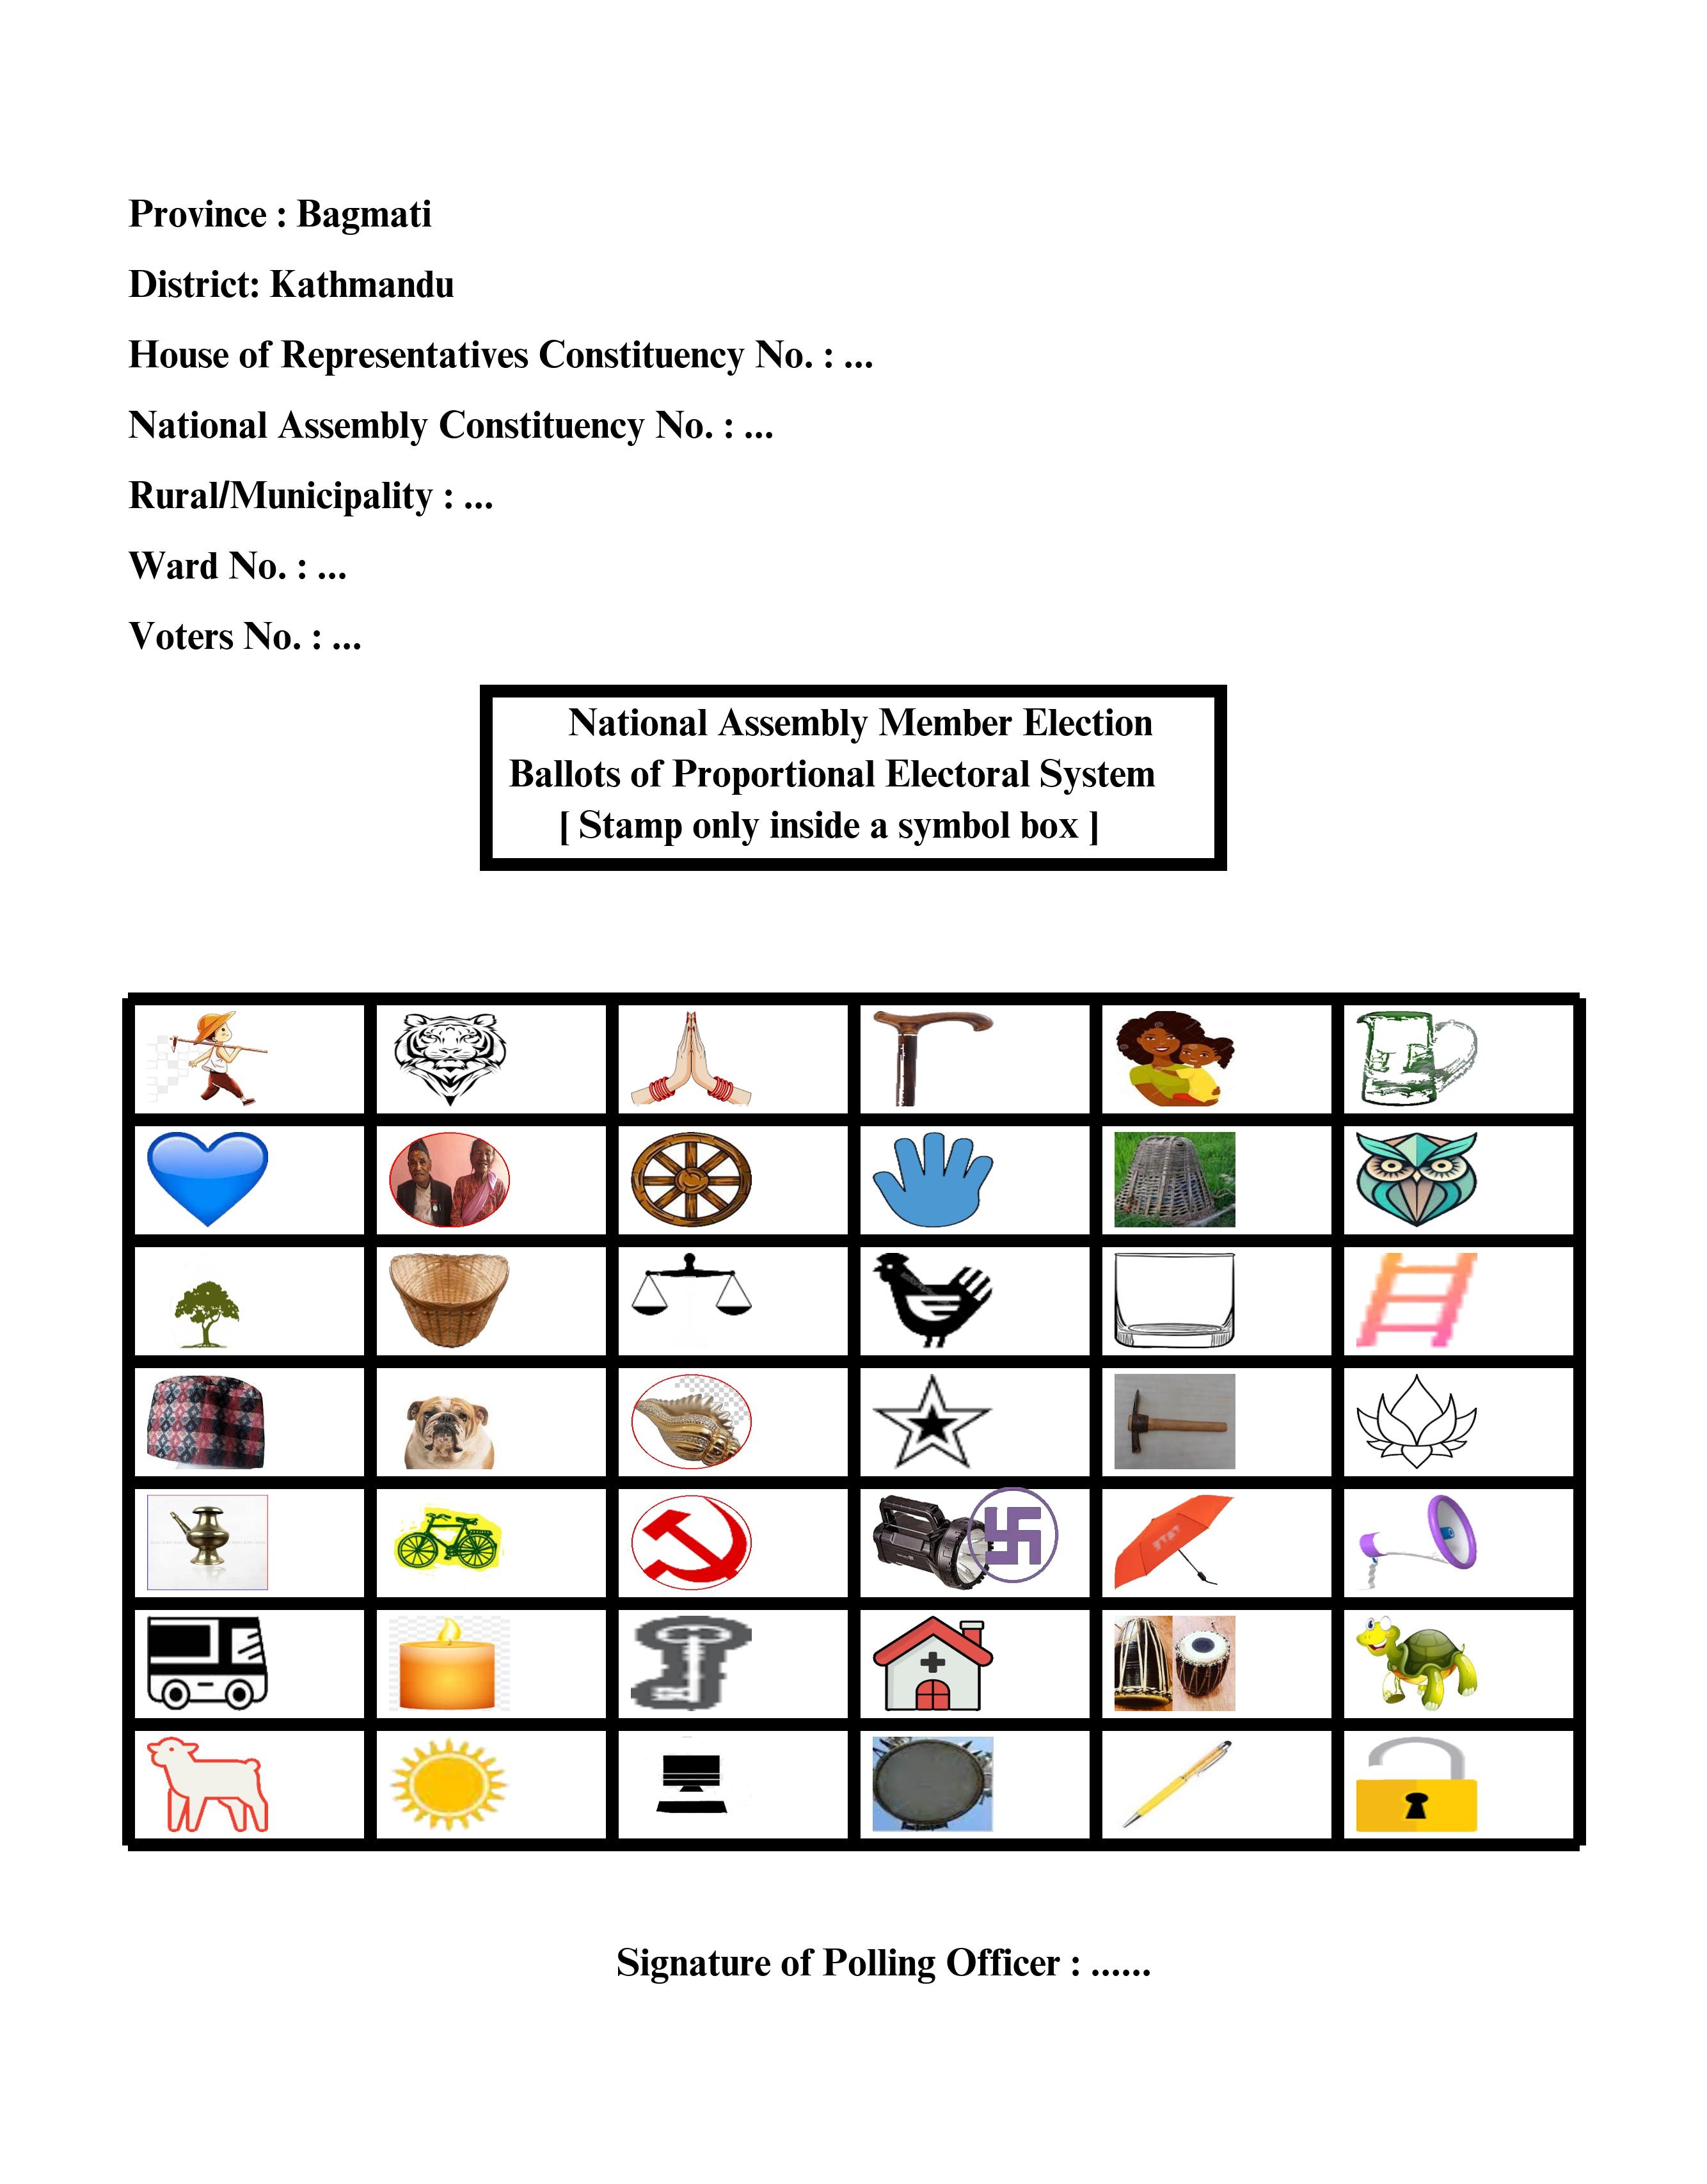 Province : Bagmati
District: Kathmandu
House of Representatives Constituency No. : ...
National Assembly Constituency No. : ...
Rural/Municipality : ...
Ward No. : ...
Voters No. : ...
National Assembly Member Election
Ballots of Proportional Electoral System
[ Stamp only inside a symbol box ]
Signature of Polling Officer : ......